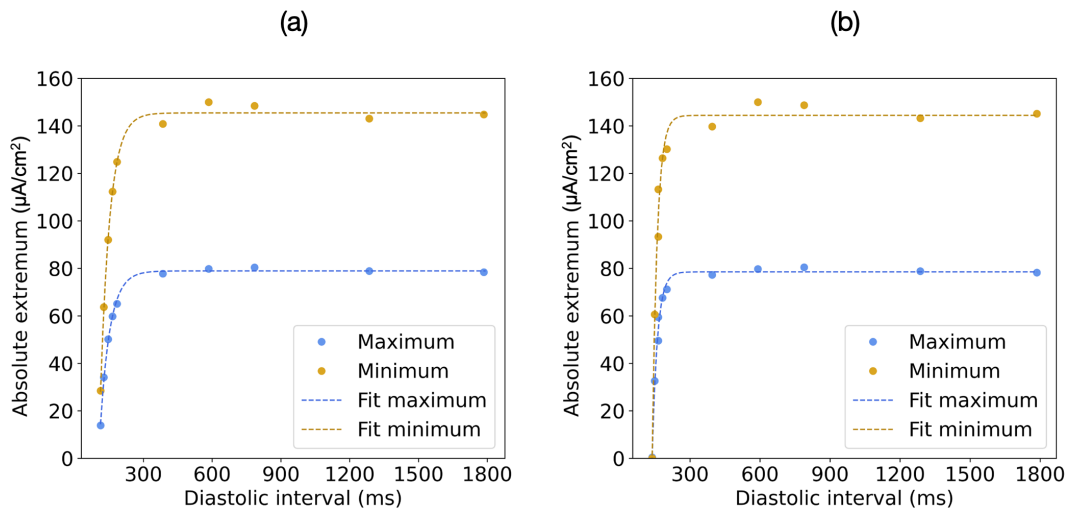 (a)
160
140
120
100
80
60
40
20
0
Absolute extremum (µA/cm²)
300 600 900 1200 1500 1800
Diastolic interval (ms)
Maximum
Minimum
Fit maximum
Fit minimum
(b)
160
140
120
100
80
60
40
20
0
Absolute extremum (µA/cm²)
300 600 900 1200 1500 1800
Diastolic interval (ms)
Maximum
Minimum
Fit maximum
Fit minimum